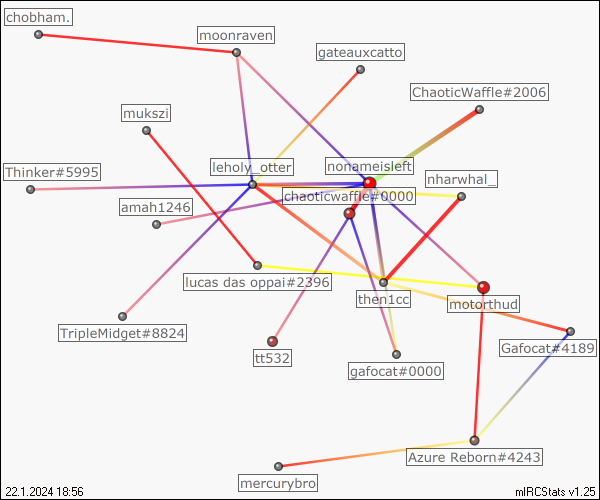 chobham.
moonraven
gateauxcatto
ChaoticWaffle#2006
mukszi
Thinker#5995
leholy_otter
nonameisleft
nharwhal_
chaoticwaffle#0000
amah1246
lucas das oppai#2396
then1cc
motorthud
TripleMidget#8824
tt532
gafocat#0000
Gafocat#4189
Azure Reborn#4243
mercurybro
22.1.2024 18:56
mIRCStats v1.25